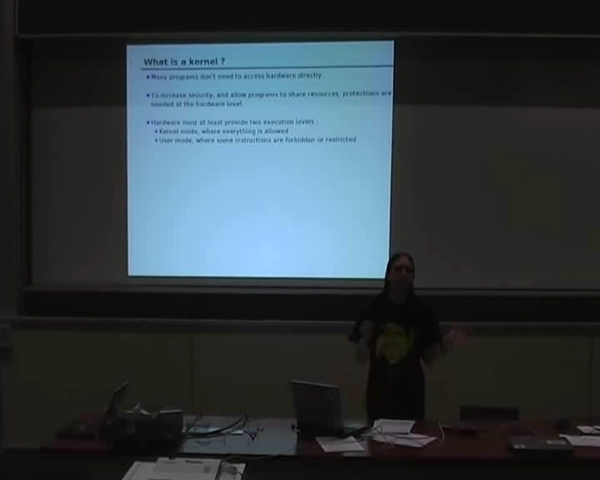 What is a kernel ?
Many programs don't need to access hardware directly
To increase security, and allow programs to share resources, protections are
needed at the hardware level
Hardware must at least provide two execution levels :
Kernel mode, where everything is allowed
User mode, where some instructions are forbidden or restricted